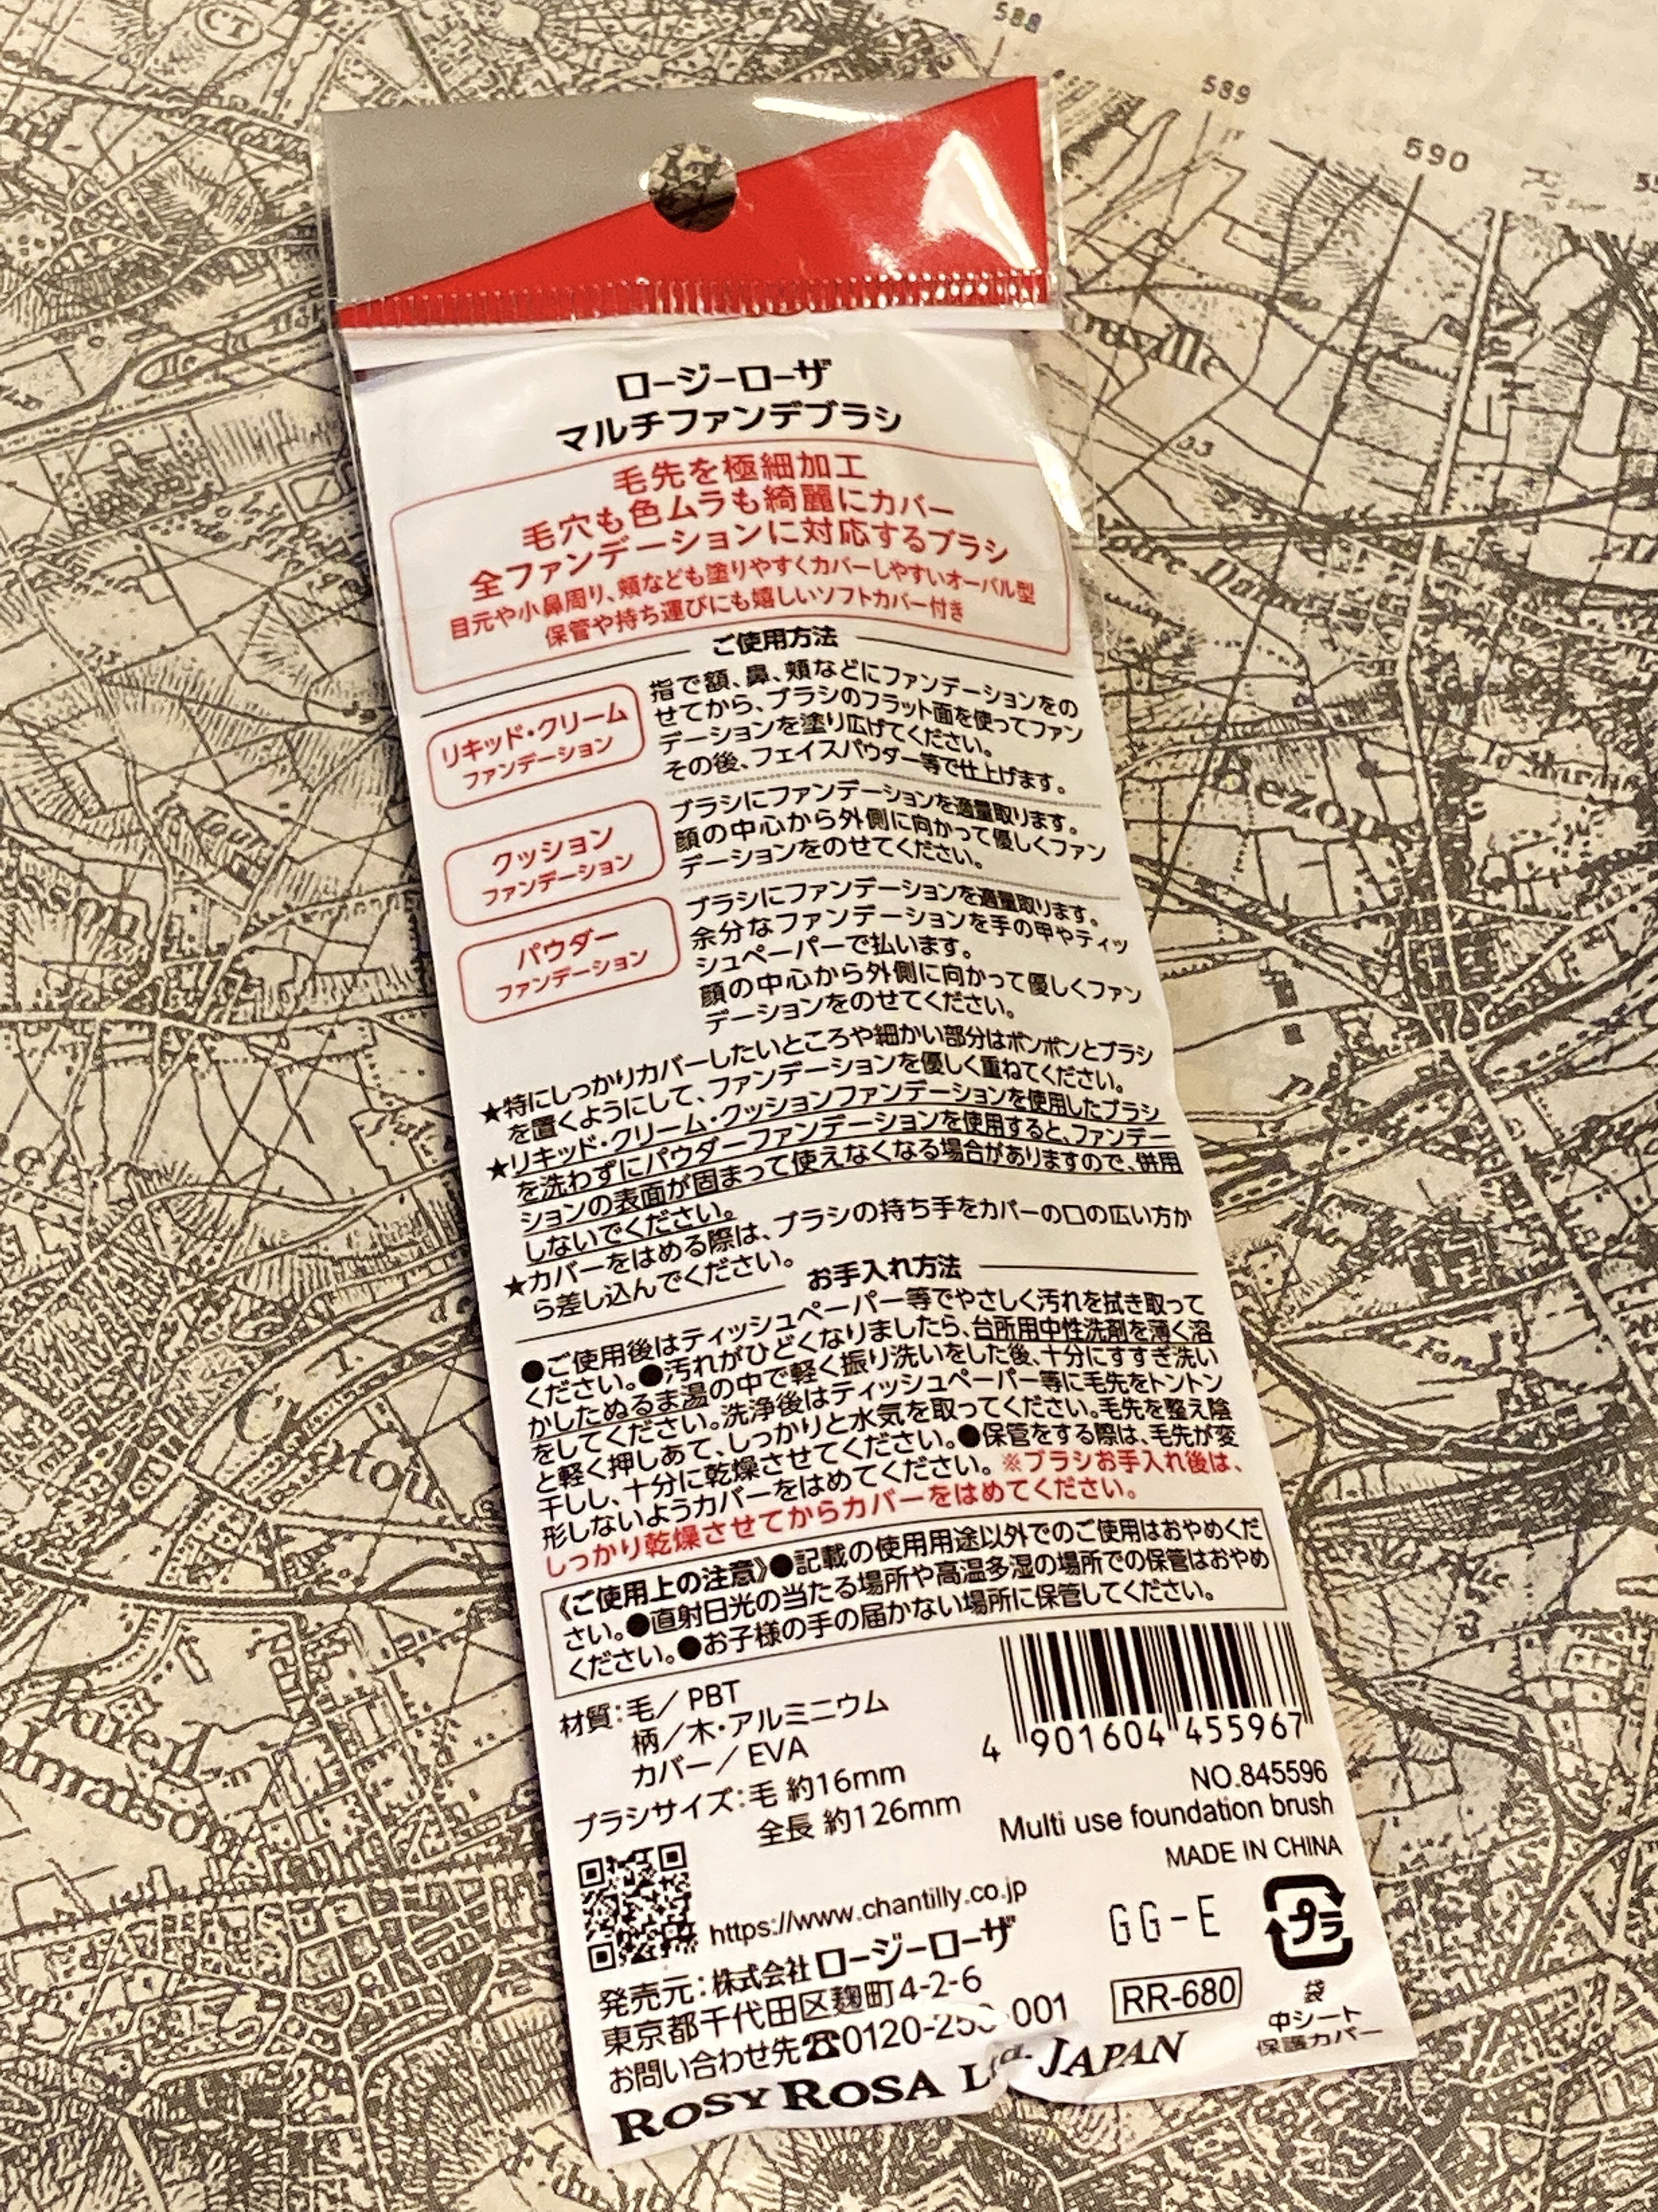 ロージーローザ
マルチファンデブラシ
毛先を極細加工
毛穴も色ムラも綺麗にカバー
全ファンデーションに対応するブラシ
目元や小鼻周り、頬なども塗りやすくカバーしやすいオーバル型
保管や持ち運びにも嬉しいソフトカバー付き
ご使用方法
リキッド・クリーム
ファンデーション
指で額、鼻、頬などにファンデーションをの
せてから、ブラシのフラット面を使ってファン
デーションを塗り広げてください。
その後、フェイスパウダー等で仕上げます。
クッション
ファンデーション
ブラシにファンデーションを適量取ります。
顔の中心から外側に向かって優しくファン
デーションをのせてください。
パウダー
ファンデーション
ブラシにファンデーションを適量取ります。
余分なファンデーションを手の甲やティッ
シュペーパーで払います。
顔の中心から外側に向かって優しくファン
デーションをのせてください。
★特にしっかりカバーしたいところや細かい部分はポンポンとブラシ
を置くようにして、ファンデーションを優しく重ねてください。
★リキッド・クリーム・クッションファンデーションを使用したブラシ
を洗わずにパウダーファンデーションを使用すると、ファンデー
ションの表面が固まって使えなくなる場合がありますので、併用
しないでください。
★カバーをはめる際は、ブラシの持ち手をカバーの口の広い方か
ら差し込んでください。
お手入れ方法
●ご使用後はティッシュペーパー等でやさしく汚れを拭き取って
ください。●汚れがひどくなりましたら、台所用中性洗剤を薄く溶
かしたぬるま湯の中で軽く振り洗いをした後、十分にすすぎ洗い
をしてください。洗浄後はティッシュペーパー等に毛先をトントン
と軽く押しあて、しっかりと水気を取ってください。毛先を整え陰
干しし、十分に乾燥させてください。●保管をする際は、毛先が変
形しないようカバーをはめてください。※ブラシお手入れ後は、
しっかり乾燥させてからカバーをはめてください。
《ご使用上の注意》●記載の使用用途以外でのご使用はおやめくだ
さい。●直射日光の当たる場所や高温多湿の場所での保管はおやめ
ください。●お子様の手の届かない場所に保管してください。
材質：毛／PBT
柄／木・アルミニウム
カバー／EVA
ブラシサイズ：毛 約16mm
全長 約126mm
4 901604 455967
NO.845596
Multi use foundation brush
MADE IN CHINA
https://www.chantilly.co.jp
GG-E
プラ
発売元：株式会社ロージーローザ
東京都千代田区麹町4-2-6
お問い合わせ先☎0120-25 001
RR-680
袋
中シート
保護カバー
ROSY ROSA Ltd. JAPAN
588
589
590
33
Bezon
Chatou
Rueil